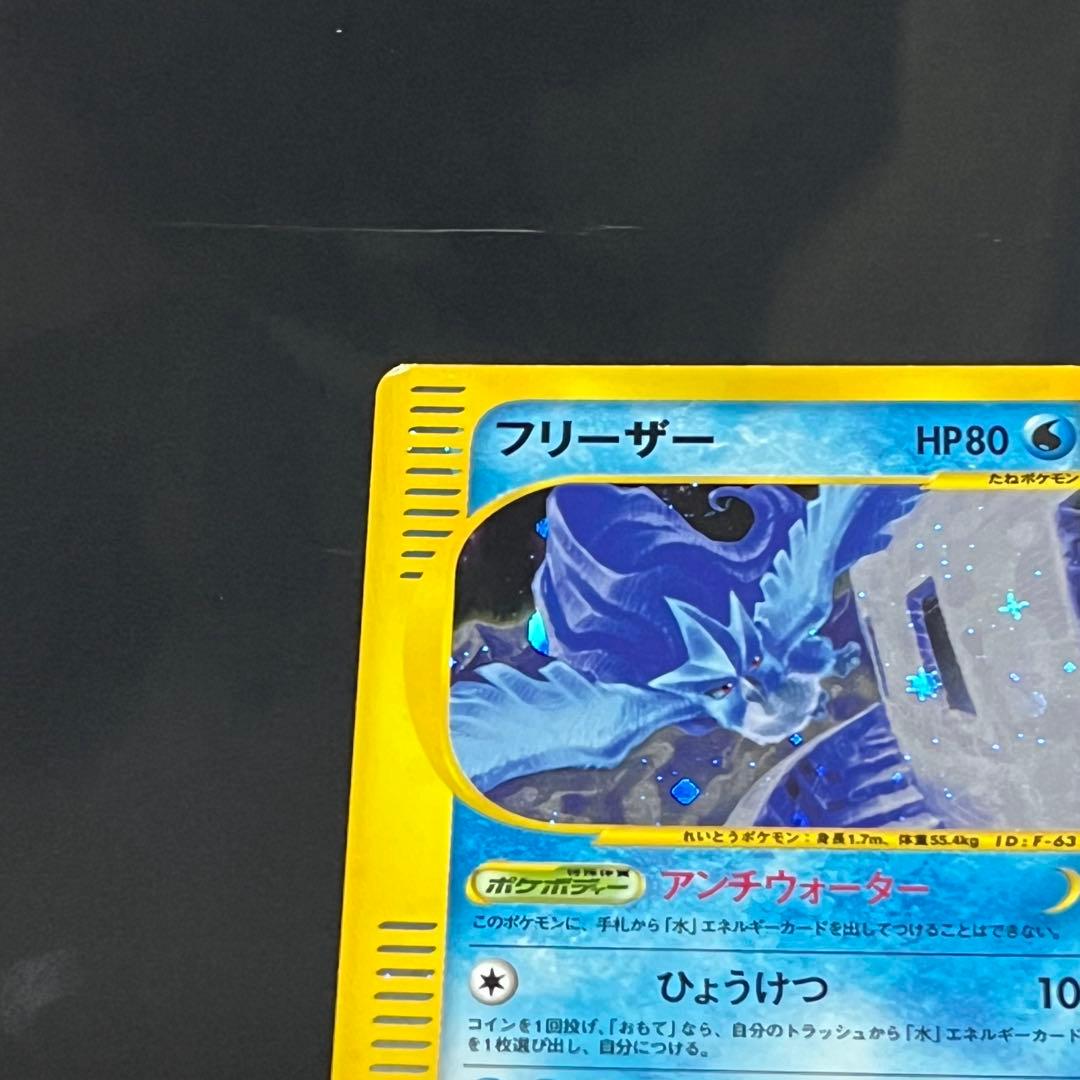 フリーザー HP80
たねポケモン
れいとうポケモン：身長1.7m、体重55.4kg ID:F-63
特殊体質
ポケボディー アンチウォーター
このポケモンに、手札から「水」エネルギーカードを出してつけることはできない。
ひょうけつ 10
コインを1回投げ、「おもて」なら、自分のトラッシュから「水」エネルギーカード
を1枚選び出し、自分につける。